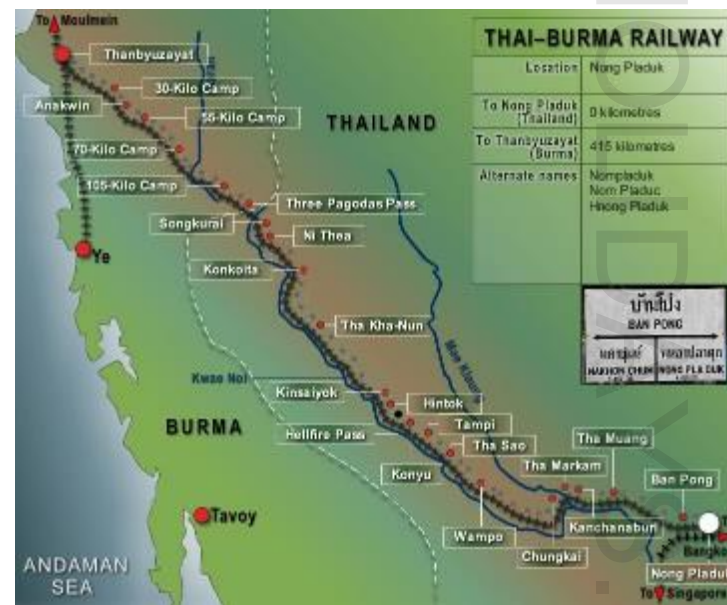 To Moulmein
Thanbyuzayat
30-Kilo Camp
Anakwin
55-Kilo Camp
70-Kilo Camp
105-Kilo Camp
Three Pagodas Pass
Songkurai
Ni Thea
Konkoita
Ye
Tha Kha-Nun
Mae Klong
Kwae Noi
Kinsaiyok
Hintok
Tampi
Hellfire Pass
Tha Sao
Konyu
Tha Muang
Tha Markam
Ban Pong
Kanchanaburi
Wampo
Chungkai
Nong Pladuk
To Singapore
THAILAND
BURMA
Tavoy
ANDAMAN
SEA
THAI–BURMA RAILWAY
Location Nong Pladuk
To Nong Pladuk
(Thailand) 0 kilometres
To Thanbyuzayat
(Burma) 415 kilometres
Alternate names Nompladuk
Nom Pladuc
Hnong Pladuk
บ้านโป่ง
BAN PONG
NAKHON CHUM NONG PLA DUK